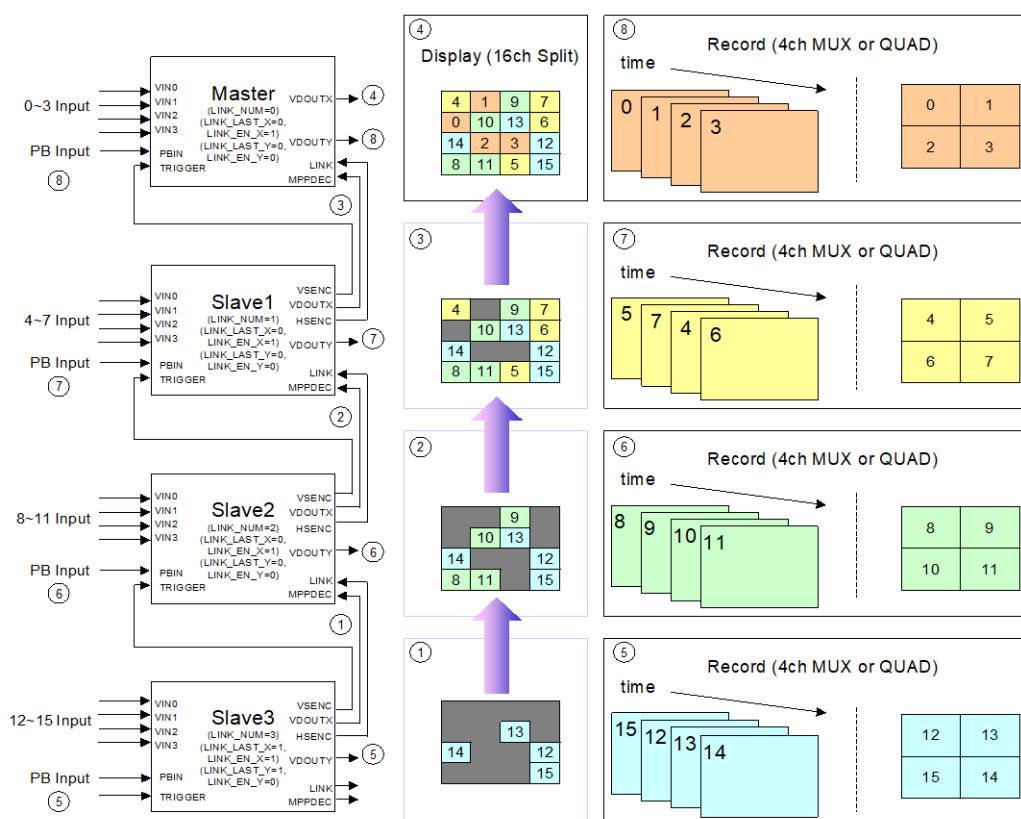 VIN0
VIN1
VIN2
VIN3
0~3 Input
PB Input
8
PBIN
TRIGGER
Master
(LINK_NUM=0)
(LINK_LAST_X=0,
LINK_EN_X=1)
(LINK_LAST_Y=0,
LINK_EN_Y=0)
VDOUTX
4
VDOUTY
8
LINK
MPPDEC
3
VIN0
VIN1
VIN2
VIN3
4~7 Input
PB Input
7
PBIN
TRIGGER
Slave1
(LINK_NUM=1)
(LINK_LAST_X=0,
LINK_EN_X=1)
(LINK_LAST_Y=0,
LINK_EN_Y=0)
VSENC
VDOUTX
HSENC
VDOUTY
7
LINK
MPPDEC
2
VIN0
VIN1
VIN2
VIN3
8~11 Input
PB Input
6
PBIN
TRIGGER
Slave2
(LINK_NUM=2)
(LINK_LAST_X=0,
LINK_EN_X=1)
(LINK_LAST_Y=0,
LINK_EN_Y=0)
VSENC
VDOUTX
HSENC
VDOUTY
6
LINK
MPPDEC
1
VIN0
VIN1
VIN2
VIN3
12~15 Input
PB Input
5
PBIN
TRIGGER
Slave3
(LINK_NUM=3)
(LINK_LAST_X=1,
LINK_EN_X=1)
(LINK_LAST_Y=1,
LINK_EN_Y=0)
VSENC
VDOUTX
HSENC
VDOUTY
5
LINK
MPPDEC
4
Display (16ch Split)
4 1 9 7
0 10 13 6
14 2 3 12
8 11 5 15
3
4 9 7
10 13 6
14 12
8 11 5 15
2
9
10 13
14 12
8 11 15
1
13
14 12
15
8
Record (4ch MUX or QUAD)
time
0 1 2 3
0 1
2 3
7
Record (4ch MUX or QUAD)
time
5 7 4 6
4 5
6 7
6
Record (4ch MUX or QUAD)
time
8 9 10 11
8 9
10 11
5
Record (4ch MUX or QUAD)
time
15 12 13 14
12 13
15 14